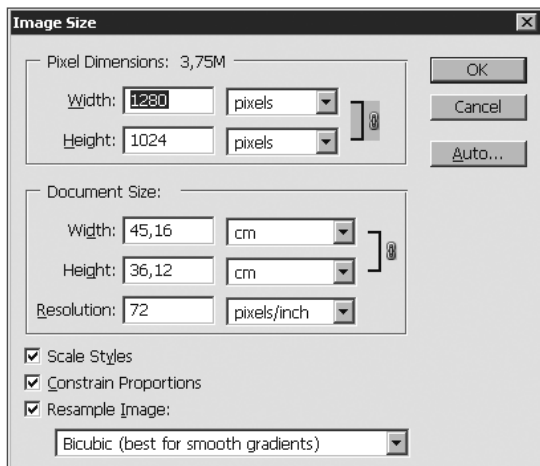 Image Size
Pixel Dimensions: 3,75M
Width: 1280 pixels
Height: 1024 pixels
OK
Cancel
Auto...
Document Size:
Width: 45,16 cm
Height: 36,12 cm
Resolution: 72 pixels/inch
Scale Styles
Constrain Proportions
Resample Image:
Bicubic (best for smooth gradients)